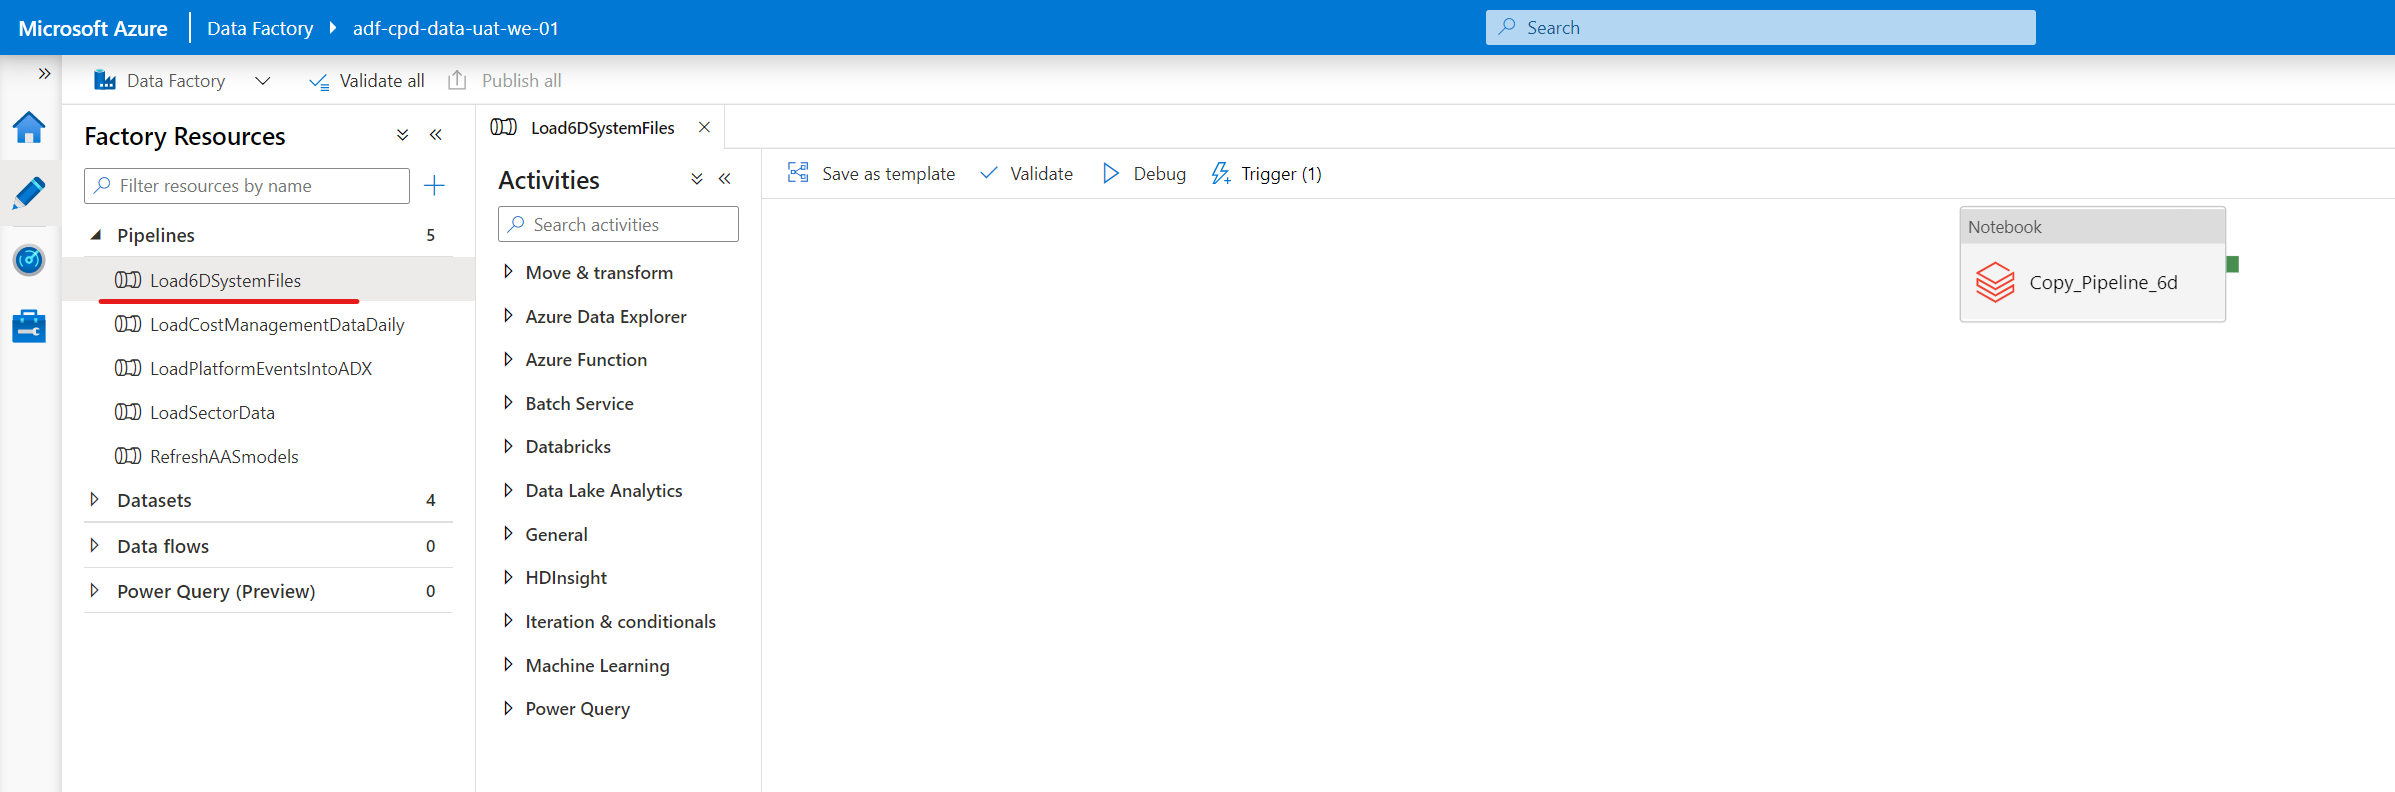 Microsoft Azure
Data Factory
adf-cpd-data-uat-we-01
Search
Data Factory
Validate all
Publish all
Factory Resources
Filter resources by name
Pipelines 5
Load6DSystemFiles
LoadCostManagementDataDaily
LoadPlatformEventsIntoADX
LoadSectorData
RefreshAASmodels
Datasets 4
Data flows 0
Power Query (Preview) 0
Load6DSystemFiles
Activities
Search activities
Move & transform
Azure Data Explorer
Azure Function
Batch Service
Databricks
Data Lake Analytics
General
HDInsight
Iteration & conditionals
Machine Learning
Power Query
Save as template
Validate
Debug
Trigger (1)
Notebook
Copy_Pipeline_6d